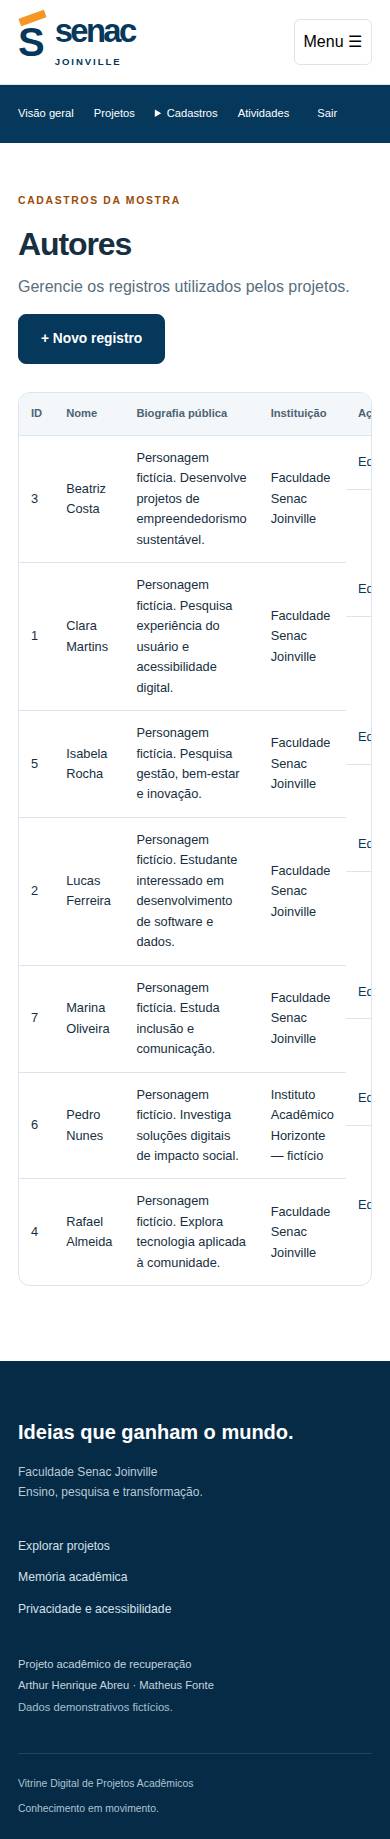 S senac
JOINVILLE
Menu ☰
Visão geral Projetos ▶ Cadastros Atividades Sair
CADASTROS DA MOSTRA
Autores
Gerencie os registros utilizados pelos projetos.
+ Novo registro
ID Nome Biografia pública Instituição Aç
3
Beatriz
Costa
Personagem
fictícia. Desenvolve
projetos de
empreendedorismo
sustentável.
Faculdade
Senac
Joinville
Ed
1
Clara
Martins
Personagem
fictícia. Pesquisa
experiência do
usuário e
acessibilidade
digital.
Faculdade
Senac
Joinville
Ed
5
Isabela
Rocha
Personagem
fictícia. Pesquisa
gestão, bem-estar
e inovação.
Faculdade
Senac
Joinville
Ed
2
Lucas
Ferreira
Personagem
fictício. Estudante
interessado em
desenvolvimento
de software e
dados.
Faculdade
Senac
Joinville
Ed
7
Marina
Oliveira
Personagem
fictícia. Estuda
inclusão e
comunicação.
Faculdade
Senac
Joinville
Ed
6
Pedro
Nunes
Personagem
fictício. Investiga
soluções digitais
de impacto social.
Instituto
Acadêmico
Horizonte
— fictício
Ed
4
Rafael
Almeida
Personagem
fictício. Explora
tecnologia aplicada
à comunidade.
Faculdade
Senac
Joinville
Ed
Ideias que ganham o mundo.
Faculdade Senac Joinville
Ensino, pesquisa e transformação.
Explorar projetos
Memória acadêmica
Privacidade e acessibilidade
Projeto acadêmico de recuperação
Arthur Henrique Abreu · Matheus Fonte
Dados demonstrativos fictícios.
Vitrine Digital de Projetos Acadêmicos
Conhecimento em movimento.